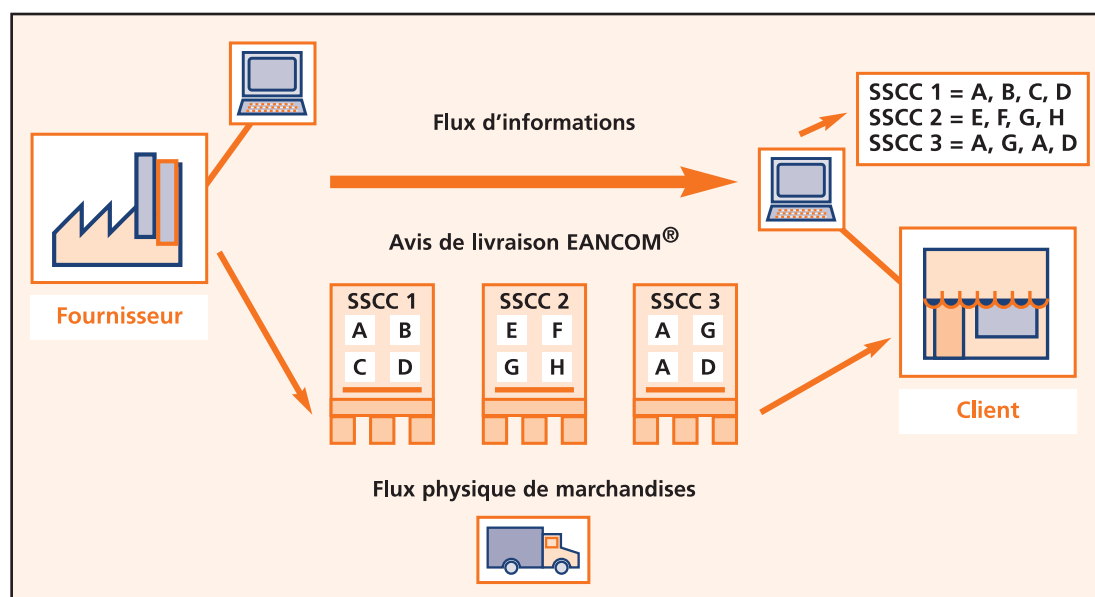 Flux d'informations
SSCC 1 = A, B, C, D
SSCC 2 = E, F, G, H
SSCC 3 = A, G, A, D
Avis de livraison EANCOM®
Fournisseur
SSCC 1
A B
C D
SSCC 2
E F
G H
SSCC 3
A G
A D
Client
Flux physique de marchandises